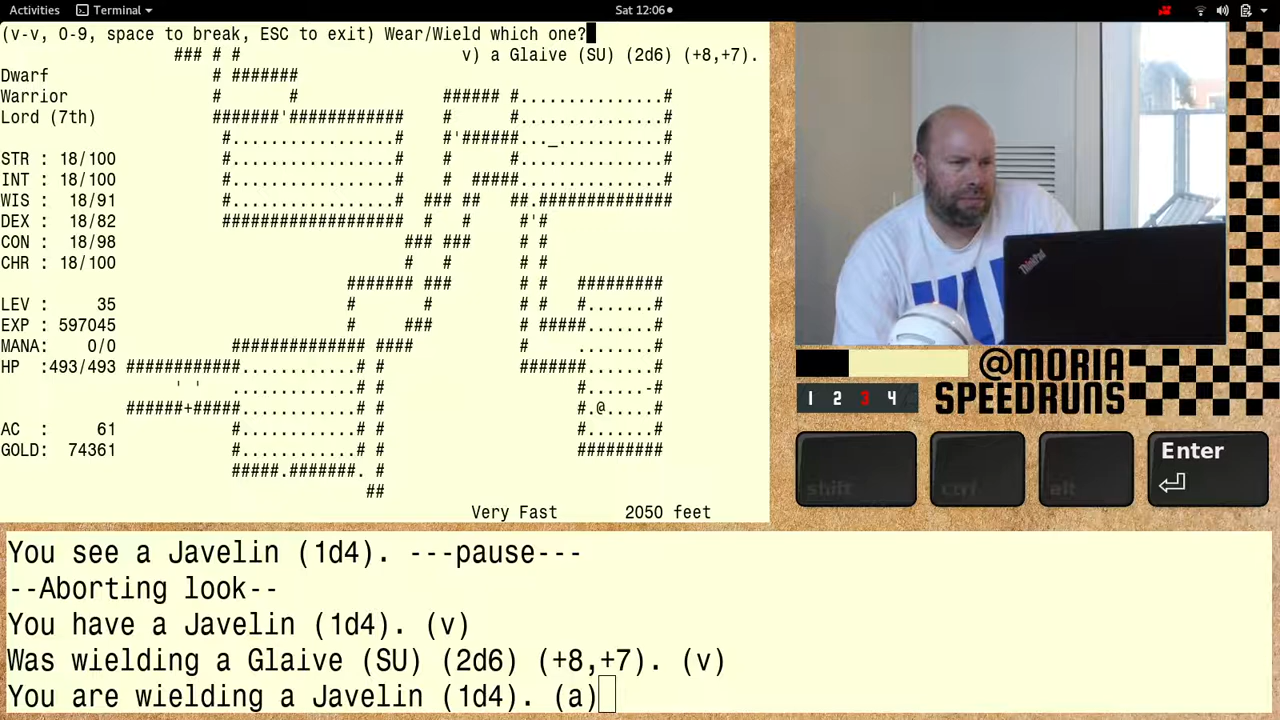 Activities Terminal Sat 12:06
(v-v, 0-9, space to break, ESC to exit) Wear/Wield which one?
### # # v) a Glaive (SU) (2d6) (+8,+7).
Dwarf # #######
Warrior # # ###### #..............#
Lord (7th) #######'############ # #..............#
#.................# #'######..._..........#
STR : 18/100 #.................# # #..............#
INT : 18/100 #.................# # #####..............#
WIS : 18/91 #.................# ### ## ##.##############
DEX : 18/82 ################### # # #'#
CON : 18/98 ### ### # #
CHR : 18/100 # # # #
####### ### # # #########
LEV : 35 # # # # #.......#
EXP : 597045 # ### # #####.......#
MANA: 0/0 ############## #### # ........#
HP :493/493 ############............# # #######.......#
' ' ............# # #......-#
######+#####............# # #.@.....#
AC : 61 #............# # #.......#
GOLD: 74361 #............# # #########
#####.#######. #
##
Very Fast 2050 feet
You see a Javelin (1d4). ---pause---
--Aborting look--
You have a Javelin (1d4). (v)
Was wielding a Glaive (SU) (2d6) (+8,+7). (v)
You are wielding a Javelin (1d4). (a)
ThinkPad
@MORIA
SPEEDRUNS
1 2 3 4
shift ctrl alt Enter